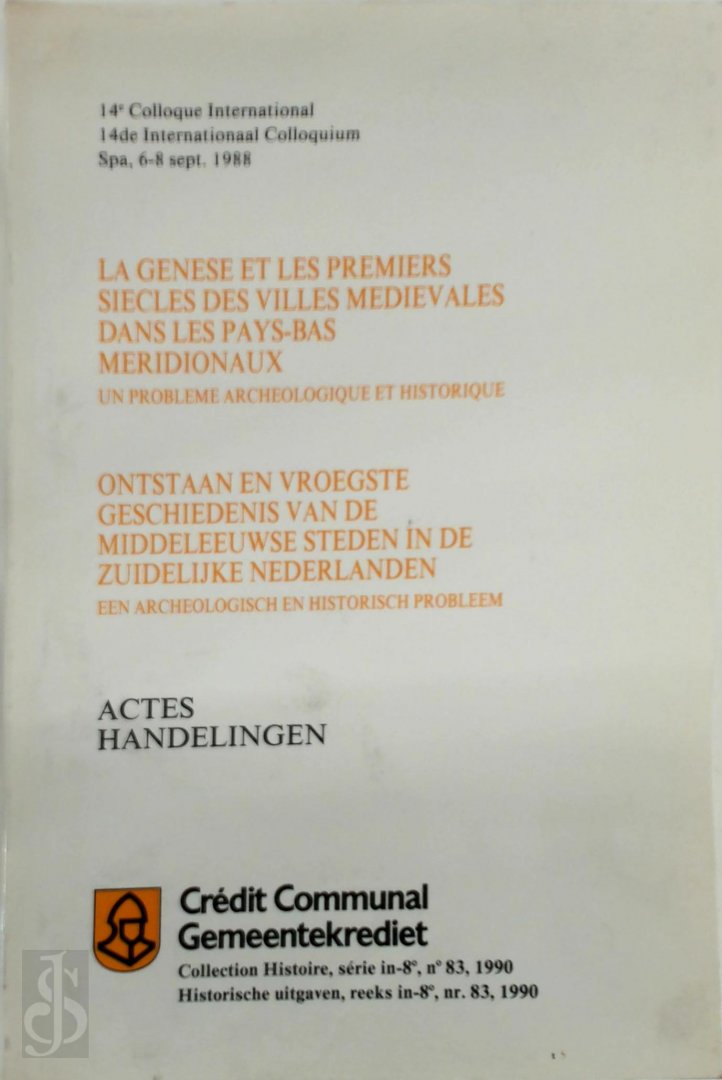 14e Colloque International
14de Internationaal Colloquium
Spa, 6-8 sept. 1988
LA GENESE ET LES PREMIERS
SIECLES DES VILLES MEDIEVALES
DANS LES PAYS-BAS
MERIDIONAUX
UN PROBLEME ARCHEOLOGIQUE ET HISTORIQUE
ONTSTAAN EN VROEGSTE
GESCHIEDENIS VAN DE
MIDDELEEUWSE STEDEN IN DE
ZUIDELIJKE NEDERLANDEN
EEN ARCHEOLOGISCH EN HISTORISCH PROBLEEM
ACTES
HANDELINGEN
Crédit Communal
Gemeentekrediet
Collection Histoire, série in-8°, n° 83, 1990
Historische uitgaven, reeks in-8°, nr. 83, 1990